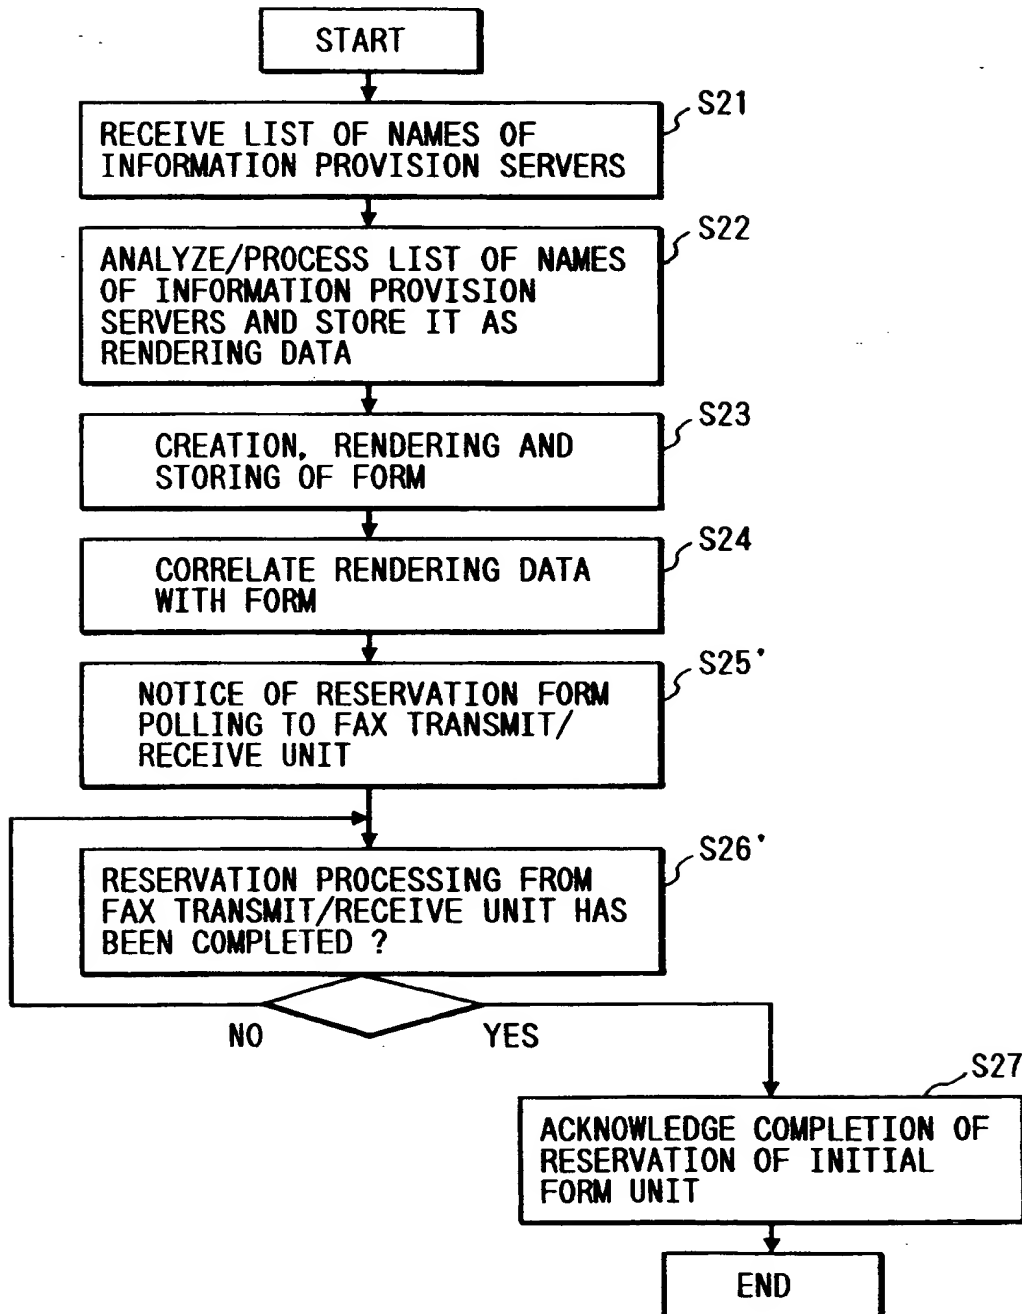 START
S21
RECEIVE LIST OF NAMES OF
INFORMATION PROVISION SERVERS
S22
ANALYZE/PROCESS LIST OF NAMES
OF INFORMATION PROVISION
SERVERS AND STORE IT AS
RENDERING DATA
S23
CREATION, RENDERING AND
STORING OF FORM
S24
CORRELATE RENDERING DATA
WITH FORM
S25'
NOTICE OF RESERVATION FORM
POLLING TO FAX TRANSMIT/
RECEIVE UNIT
S26'
RESERVATION PROCESSING FROM
FAX TRANSMIT/RECEIVE UNIT HAS
BEEN COMPLETED ?
NO
YES
S27
ACKNOWLEDGE COMPLETION OF
RESERVATION OF INITIAL
FORM UNIT
END